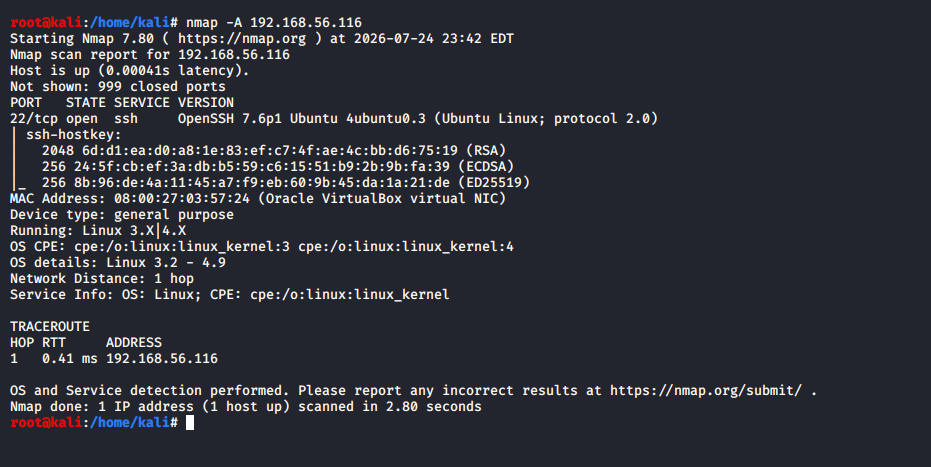 root@kali:/home/kali# nmap -A 192.168.56.116
Starting Nmap 7.80 ( https://nmap.org ) at 2026-07-24 23:42 EDT
Nmap scan report for 192.168.56.116
Host is up (0.00041s latency).
Not shown: 999 closed ports
PORT   STATE SERVICE VERSION
22/tcp open  ssh     OpenSSH 7.6p1 Ubuntu 4ubuntu0.3 (Ubuntu Linux; protocol 2.0)
| ssh-hostkey:
|   2048 6d:d1:ea:d0:a8:1e:83:ef:c7:4f:ae:4c:bb:d6:75:19 (RSA)
|   256 24:5f:cb:ef:3a:db:b5:59:c6:15:51:b9:2b:9b:fa:39 (ECDSA)
|_  256 8b:96:de:4a:11:45:a7:f9:eb:60:9b:45:da:1a:21:de (ED25519)
MAC Address: 08:00:27:03:57:24 (Oracle VirtualBox virtual NIC)
Device type: general purpose
Running: Linux 3.X|4.X
OS CPE: cpe:/o:linux:linux_kernel:3 cpe:/o:linux:linux_kernel:4
OS details: Linux 3.2 - 4.9
Network Distance: 1 hop
Service Info: OS: Linux; CPE: cpe:/o:linux:linux_kernel

TRACEROUTE
HOP RTT     ADDRESS
1   0.41 ms 192.168.56.116

OS and Service detection performed. Please report any incorrect results at https://nmap.org/submit/ .
Nmap done: 1 IP address (1 host up) scanned in 2.80 seconds
root@kali:/home/kali#